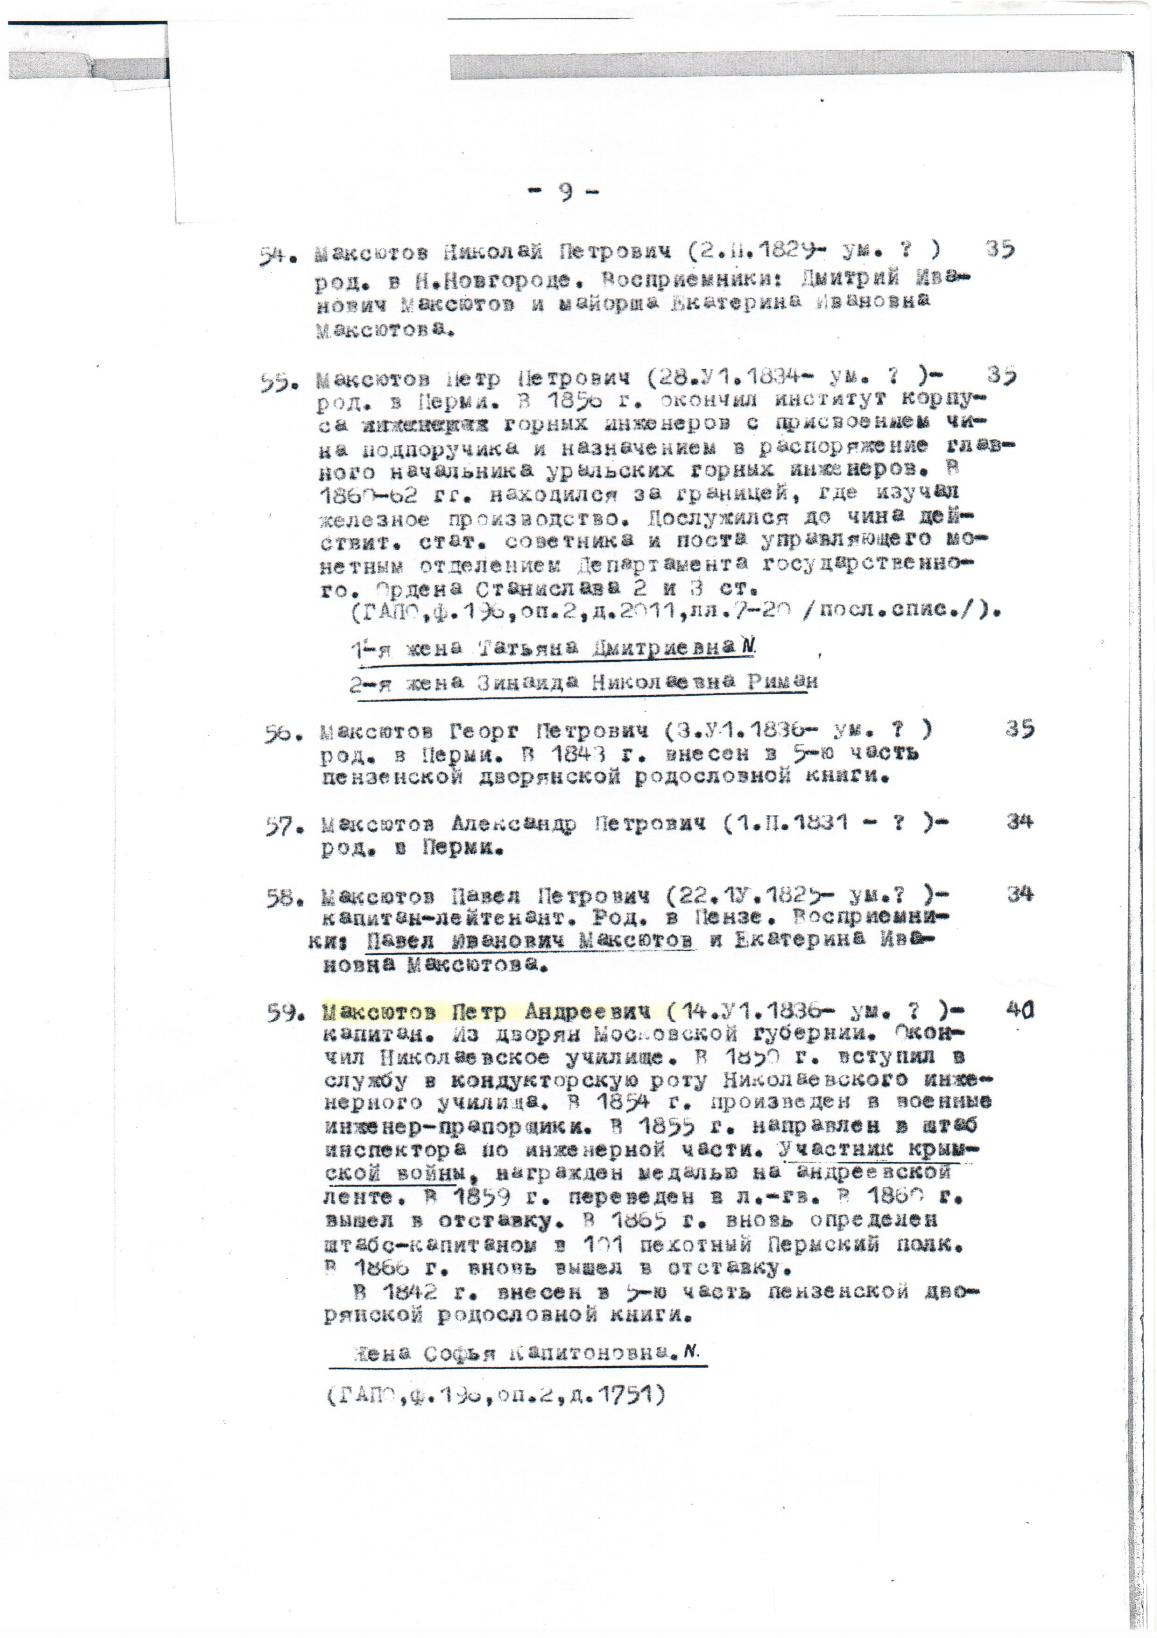 - 9 -
54. Максютов Николай Петрович (2.П.1829- ум. ? ) 35
род. в Н.Новгороде. Восприемники: Дмитрий Ива-
нович Максютов и майорша Екатерина Ивановна
Максютова.
55. Максютов Петр Петрович (28.У1.1834- ум. ? )- 35
род. в Перми. В 1856 г. окончил институт корпу-
са инженеров горных инженеров с присвоением чи-
на подпоручика и назначением в распоряжение глав-
ного начальника уральских горных инженеров. В
1860-62 гг. находился за границей, где изучал
железное производство. Дослужился до чина дей-
ствит. стат. советника и поста управляющего мо-
нетным отделением Департамента государственно-
го. Ордена Станислава 2 и 3 ст.
(ГАПО,ф.196,оп.2,д.2011,лл.7-20 /посл.спис./).
1-я жена Татьяна Дмитриевна N.
2-я жена Зинаида Николаевна Риман
56. Максютов Георг Петрович (3.У1.1836- ум. ? ) 35
род. в Перми. В 1843 г. внесен в 5-ю часть
пензенской дворянской родословной книги.
57. Максютов Александр Петрович (1.П.1831 - ? )- 34
род. в Перми.
58. Максютов Павел Петрович (22.1У.1825- ум.? )- 34
капитан-лейтенант. Род. в Пензе. Восприемни-
ки: Павел Иванович Максютов и Екатерина Ива-
новна Максютова.
59. Максютов Петр Андреевич (14.У1.1836- ум. ? )- 40
капитан. Из дворян Московской губернии. Окон-
чил Николаевское училище. В 1850 г. вступил в
службу в кондукторскую роту Николаевского инже-
нерного училища. В 1854 г. произведен в военные
инженер-прапорщики. В 1855 г. направлен в штаб
инспектора по инженерной части. Участник крым-
ской войны, награжден медалью на андреевской
ленте. В 1859 г. переведен в л.-гв. В 1860 г.
вышел в отставку. В 1865 г. вновь определен
штабс-капитаном в 101 пехотный Пермский полк.
В 1866 г. вновь вышел в отставку.
В 1842 г. внесен в 5-ю часть пензенской дво-
рянской родословной книги.
Жена Софья Капитоновна. N.
(ГАПО,ф.196,оп.2,д.1751)